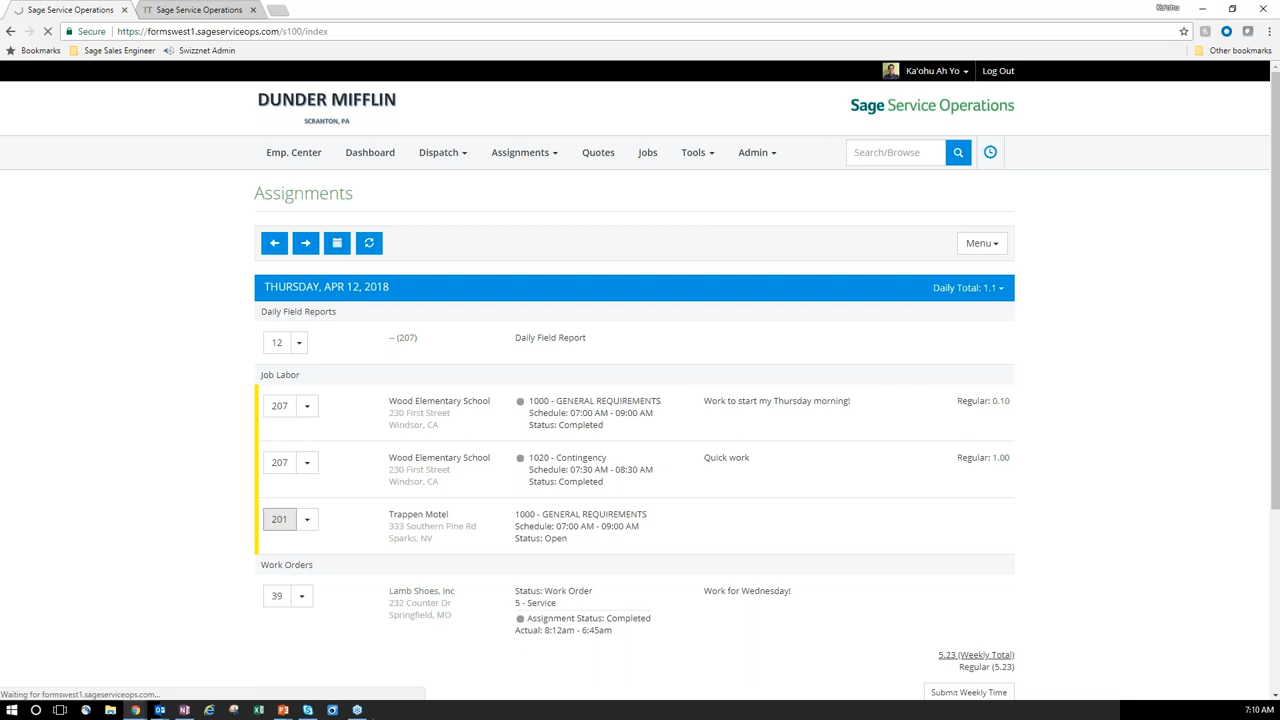 Sage Service Operations
TT Sage Service Operations
Ka'ohu
Secure https://formswest1.sageserviceops.com/s100/index
Bookmarks Sage Sales Engineer Swizznet Admin Other bookmarks
Ka'ohu Ah Yo Log Out
DUNDER MIFFLIN
SCRANTON, PA
Sage Service Operations
Emp. Center Dashboard Dispatch Assignments Quotes Jobs Tools Admin Search/Browse
Assignments
Menu
THURSDAY, APR 12, 2018 Daily Total: 1.1
Daily Field Reports
12 -- (207) Daily Field Report
Job Labor
207 Wood Elementary School 1000 - GENERAL REQUIREMENTS Work to start my Thursday morning! Regular: 0.10
230 First Street Schedule: 07:00 AM - 09:00 AM
Windsor, CA Status: Completed
207 Wood Elementary School 1020 - Contingency Quick work Regular: 1.00
230 First Street Schedule: 07:30 AM - 08:30 AM
Windsor, CA Status: Completed
201 Trappen Motel 1000 - GENERAL REQUIREMENTS
333 Southern Pine Rd Schedule: 07:00 AM - 09:00 AM
Sparks, NV Status: Open
Work Orders
39 Lamb Shoes, Inc Status: Work Order Work for Wednesday!
232 Counter Dr 5 - Service
Springfield, MO Assignment Status: Completed
Actual: 8:12am - 6:45am
5.23 (Weekly Total)
Regular (5.23)
Submit Weekly Time
Waiting for formswest1.sageserviceops.com...
7:10 AM